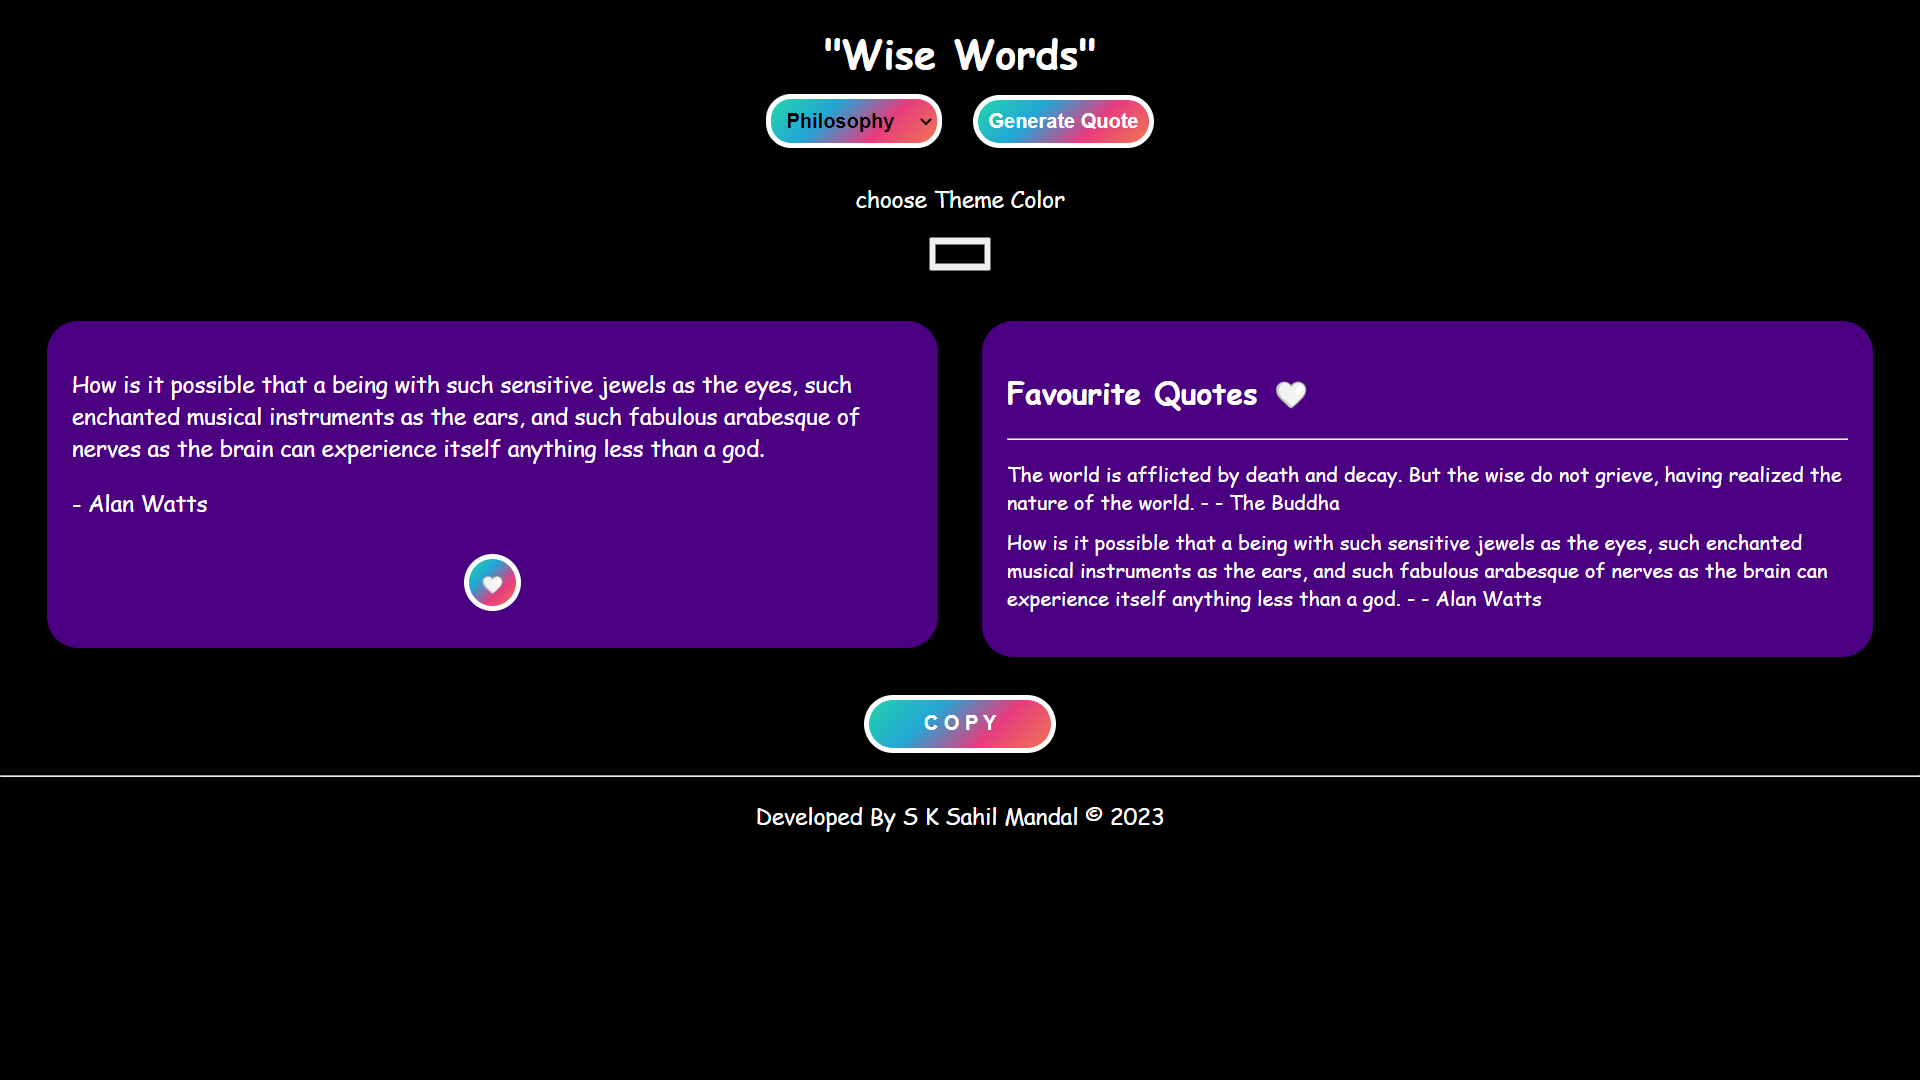 "Wise Words"
Philosophy
Generate Quote
choose Theme Color
How is it possible that a being with such sensitive jewels as the eyes, such
enchanted musical instruments as the ears, and such fabulous arabesque of
nerves as the brain can experience itself anything less than a god.
- Alan Watts
Favourite Quotes 🤍
The world is afflicted by death and decay. But the wise do not grieve, having realized the
nature of the world. - - The Buddha
How is it possible that a being with such sensitive jewels as the eyes, such enchanted
musical instruments as the ears, and such fabulous arabesque of nerves as the brain can
experience itself anything less than a god. - - Alan Watts
COPY
Developed By S K Sahil Mandal © 2023